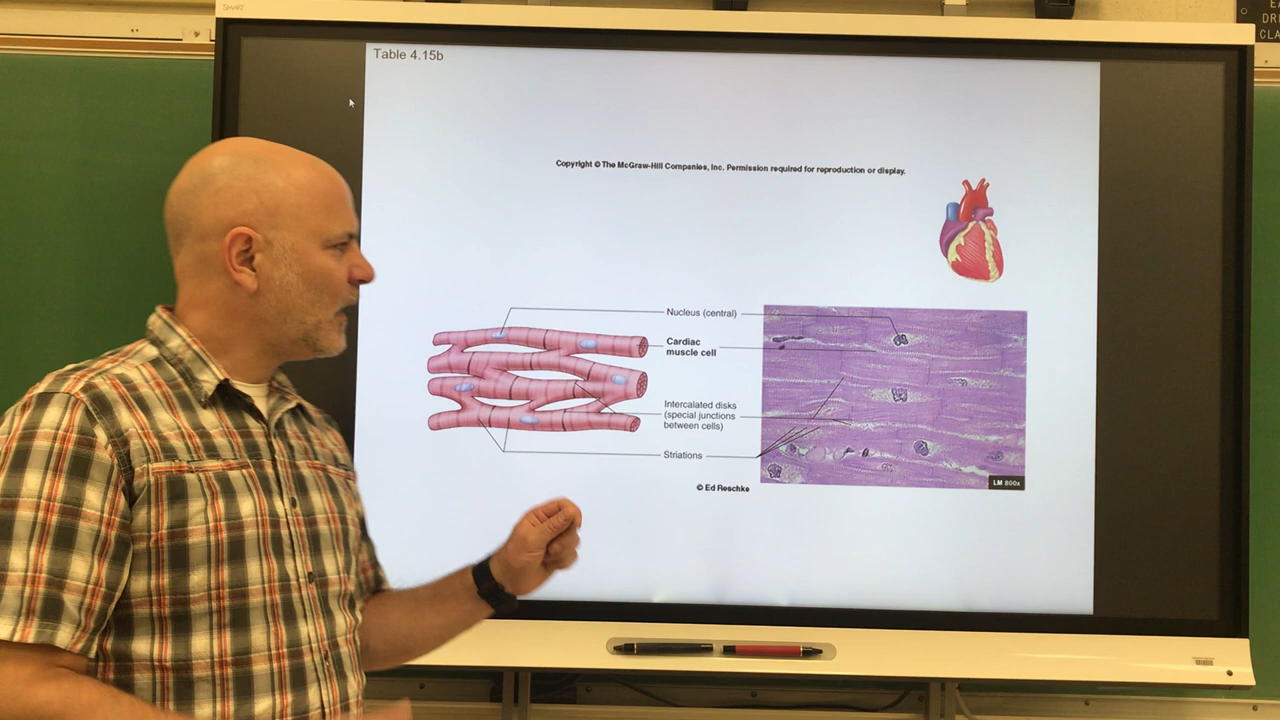 SMART
Table 4.15b
Copyright © The McGraw-Hill Companies, Inc. Permission required for reproduction or display.
Nucleus (central)
Cardiac
muscle cell
Intercalated disks
(special junctions
between cells)
Striations
© Ed Reschke
LM 800x